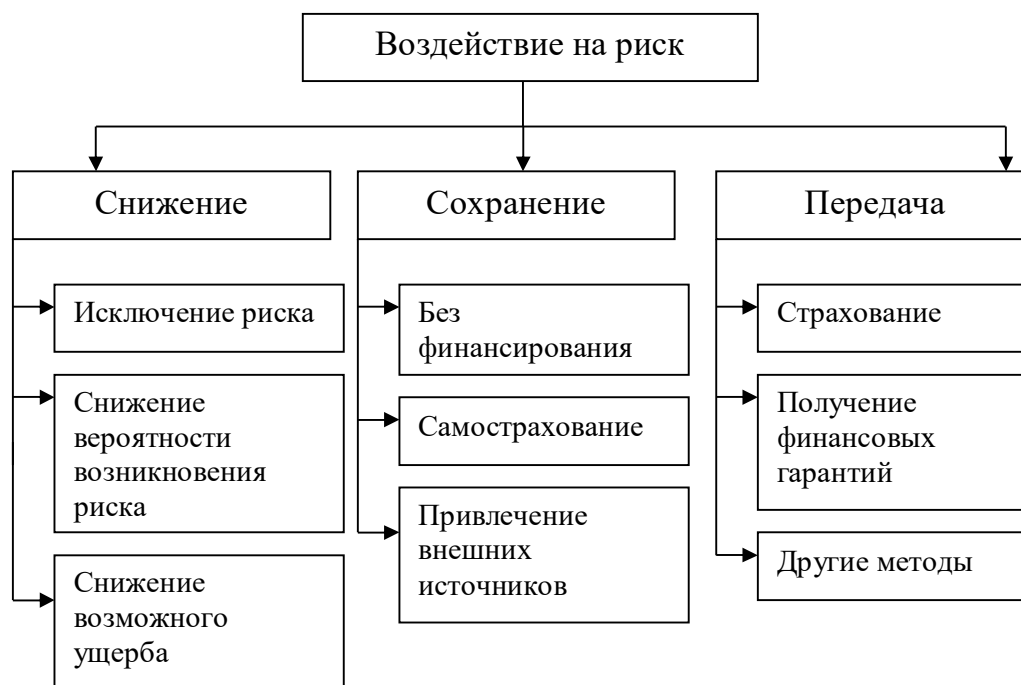 Воздействие на риск
Снижение
Сохранение
Передача
Исключение риска
Снижение
вероятности
возникновения
риска
Снижение
возможного
ущерба
Без
финансирования
Самострахование
Привлечение
внешних
источников
Страхование
Получение
финансовых
гарантий
Другие методы